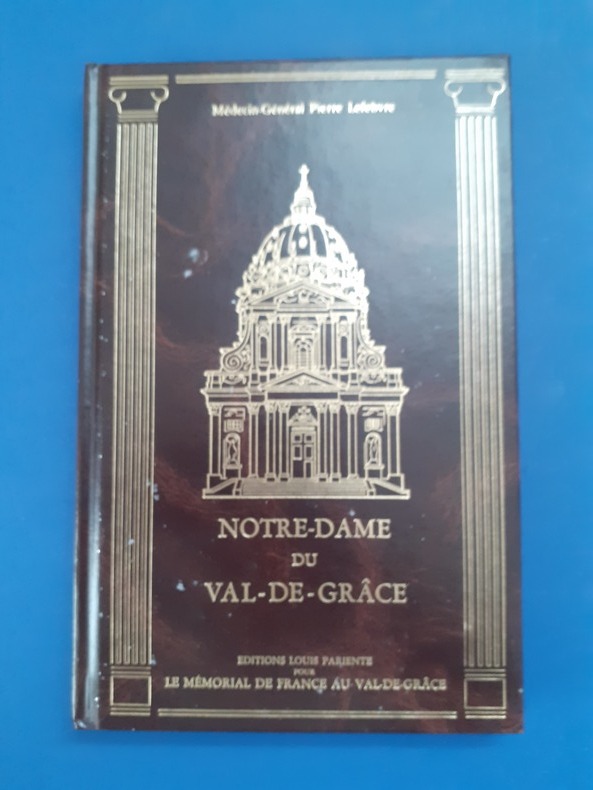 Médecin-Général Pierre Lefebvre
NOTRE-DAME
DU
VAL-DE-GRÂCE
EDITIONS LOUIS PARIENTE
POUR
LE MÉMORIAL DE FRANCE AU VAL-DE-GRÂCE